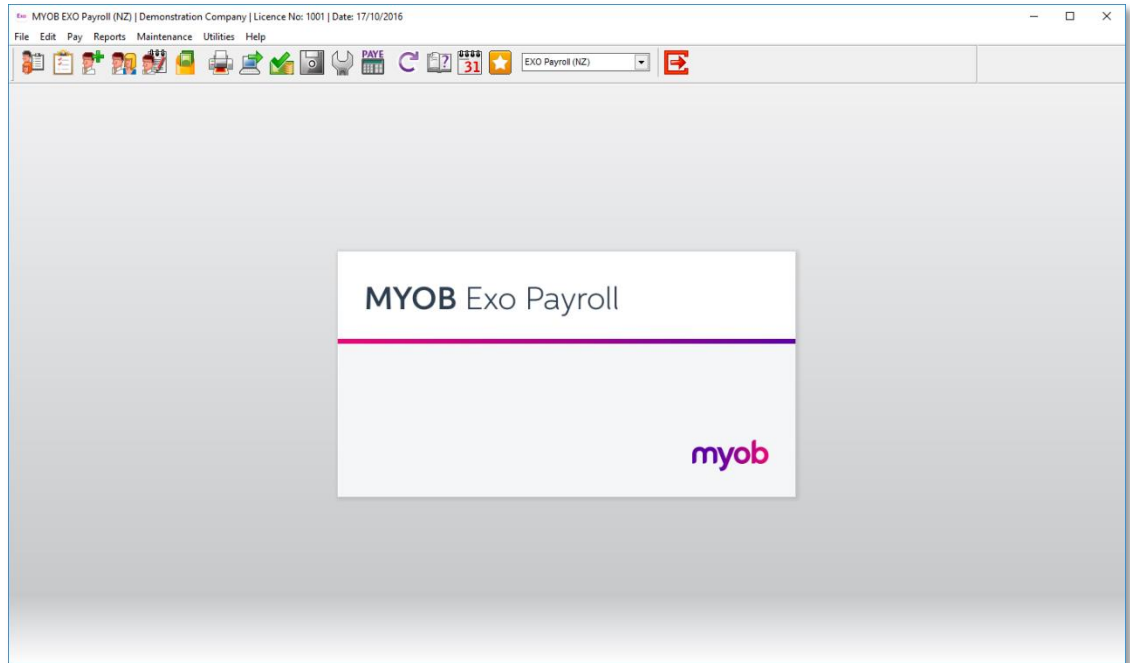 Exo MYOB EXO Payroll (NZ) | Demonstration Company | Licence No: 1001 | Date: 17/10/2016
File Edit Pay Reports Maintenance Utilities Help
PAYE
31
?
EXO Payroll (NZ)
MYOB Exo Payroll
myob